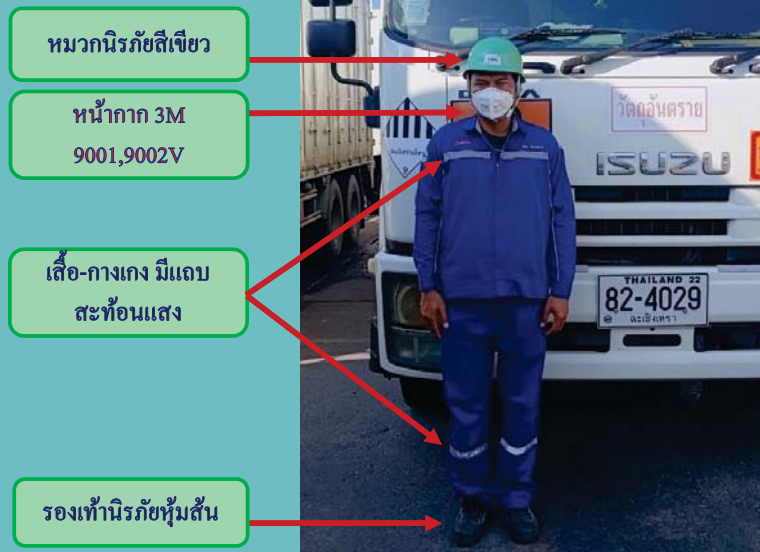 หมวกนิรภัยสีเขียว
หน้ากาก 3M
9001,9002V
เสื้อ-กางเกง มีแถบ
สะท้อนแสง
รองเท้านิรภัยหุ้มส้น
วัตถุอันตราย
ISUZU
THAILAND 22
82-4029
ฉะเชิงเทรา